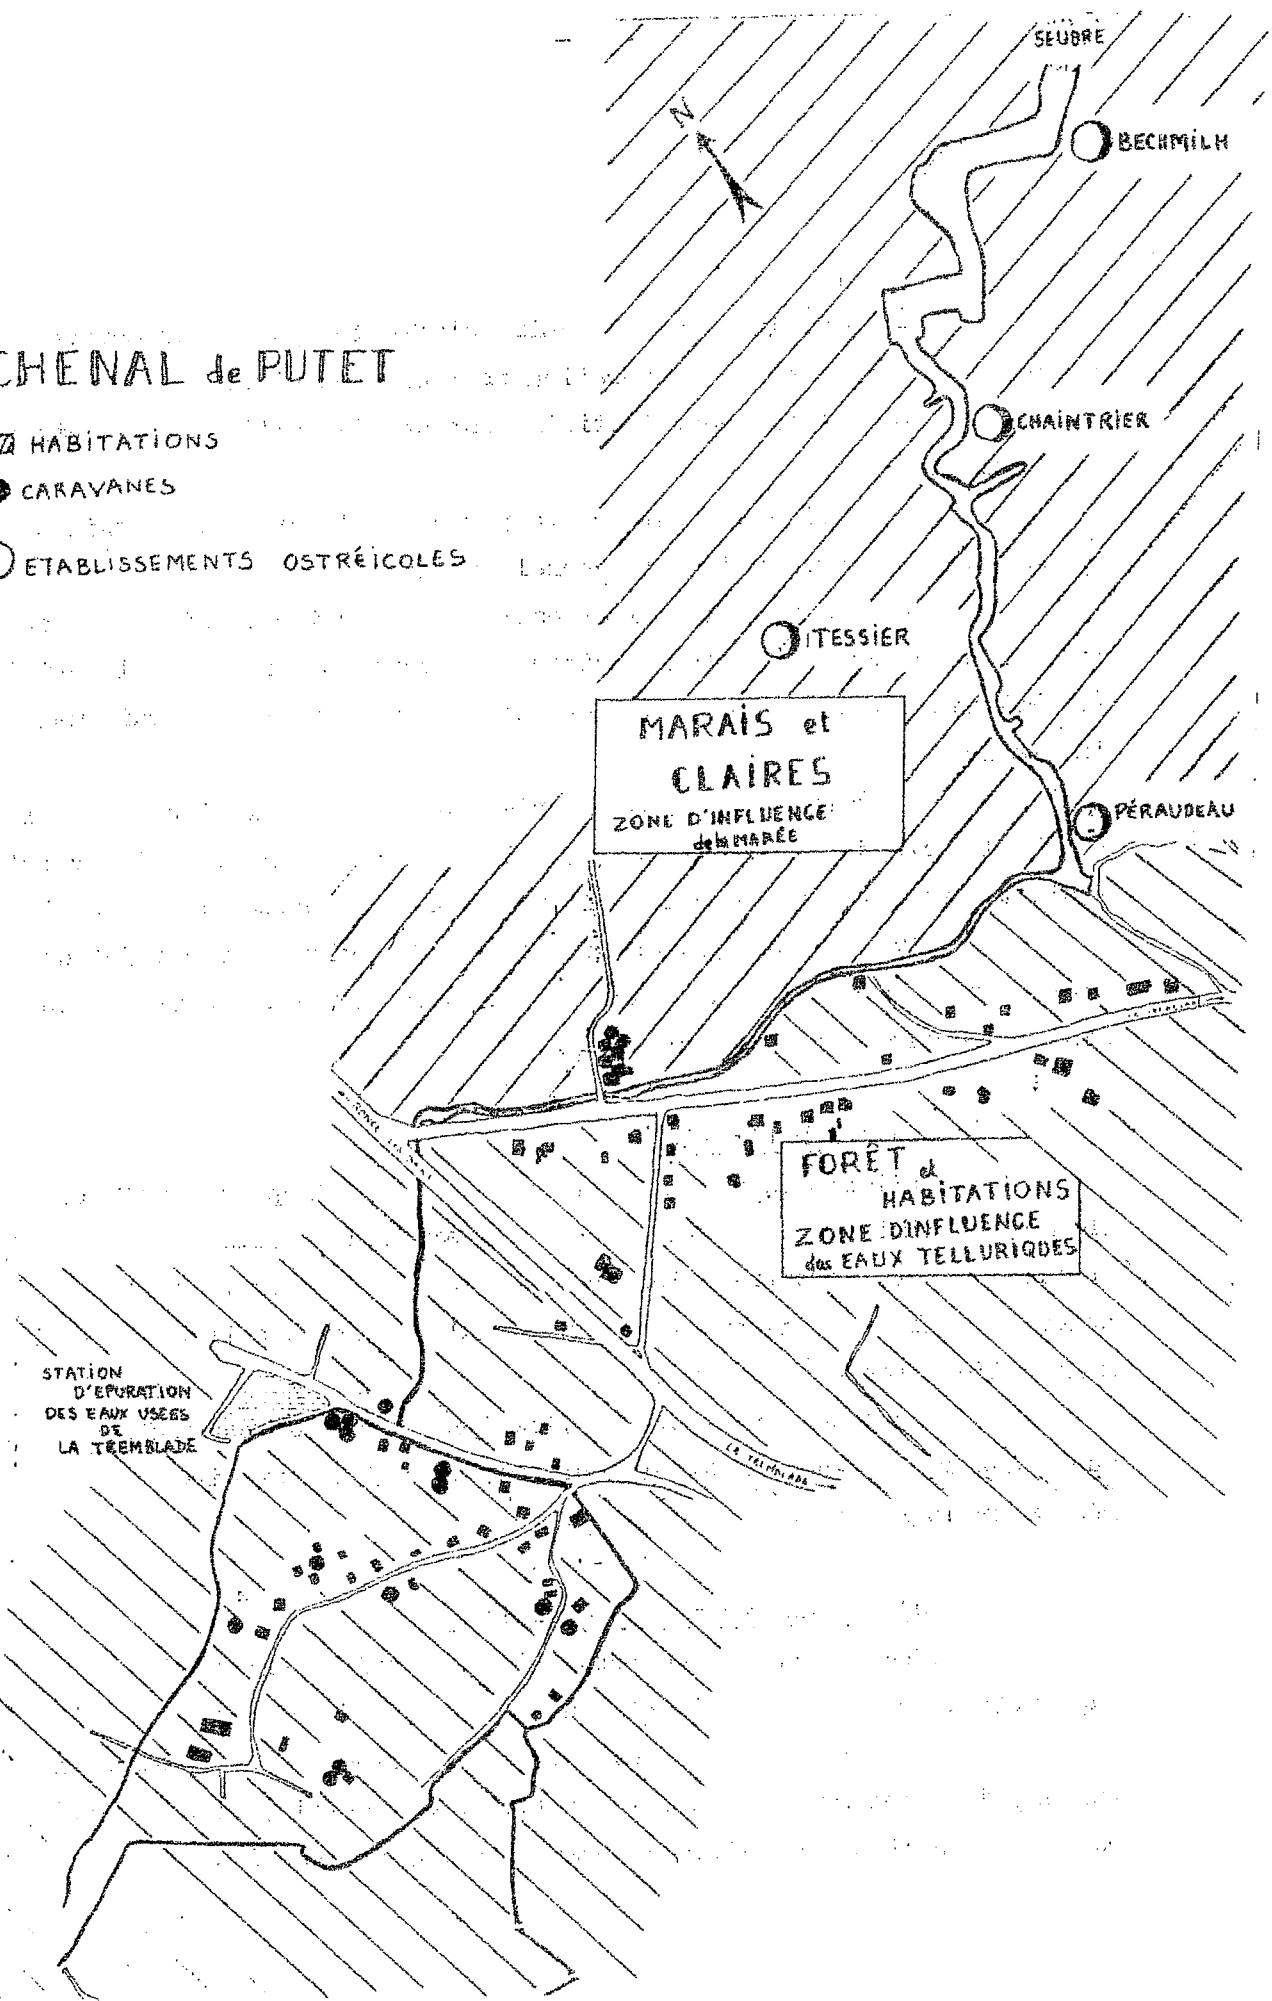 SEUDRE
N
BECHMILH
CHENAL de PUTET
HABITATIONS
CARAVANES
ETABLISSEMENTS OSTRÉICOLES
CHAINTRIER
TESSIER
MARAIS et
CLAIRES
ZONE D'INFLUENCE
de la MARÉE
PÉRAUDEAU
FORÊT et
HABITATIONS
ZONE D'INFLUENCE
des EAUX TELLURIQUES
STATION
D'EPURATION
DES EAUX USEES
DE
LA TREMBLADE
LA TREMBLADE